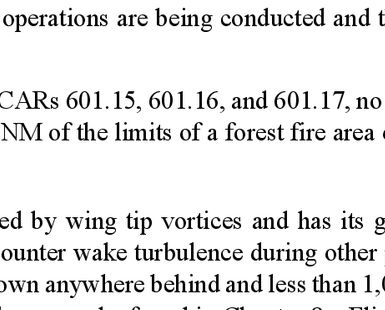 operations are being conducted and t
CARs 601.15, 601.16, and 601.17, no
NM of the limits of a forest fire area
ed by wing tip vortices and has its g
ounter wake turbulence during other
own anywhere behind and less than 1,0